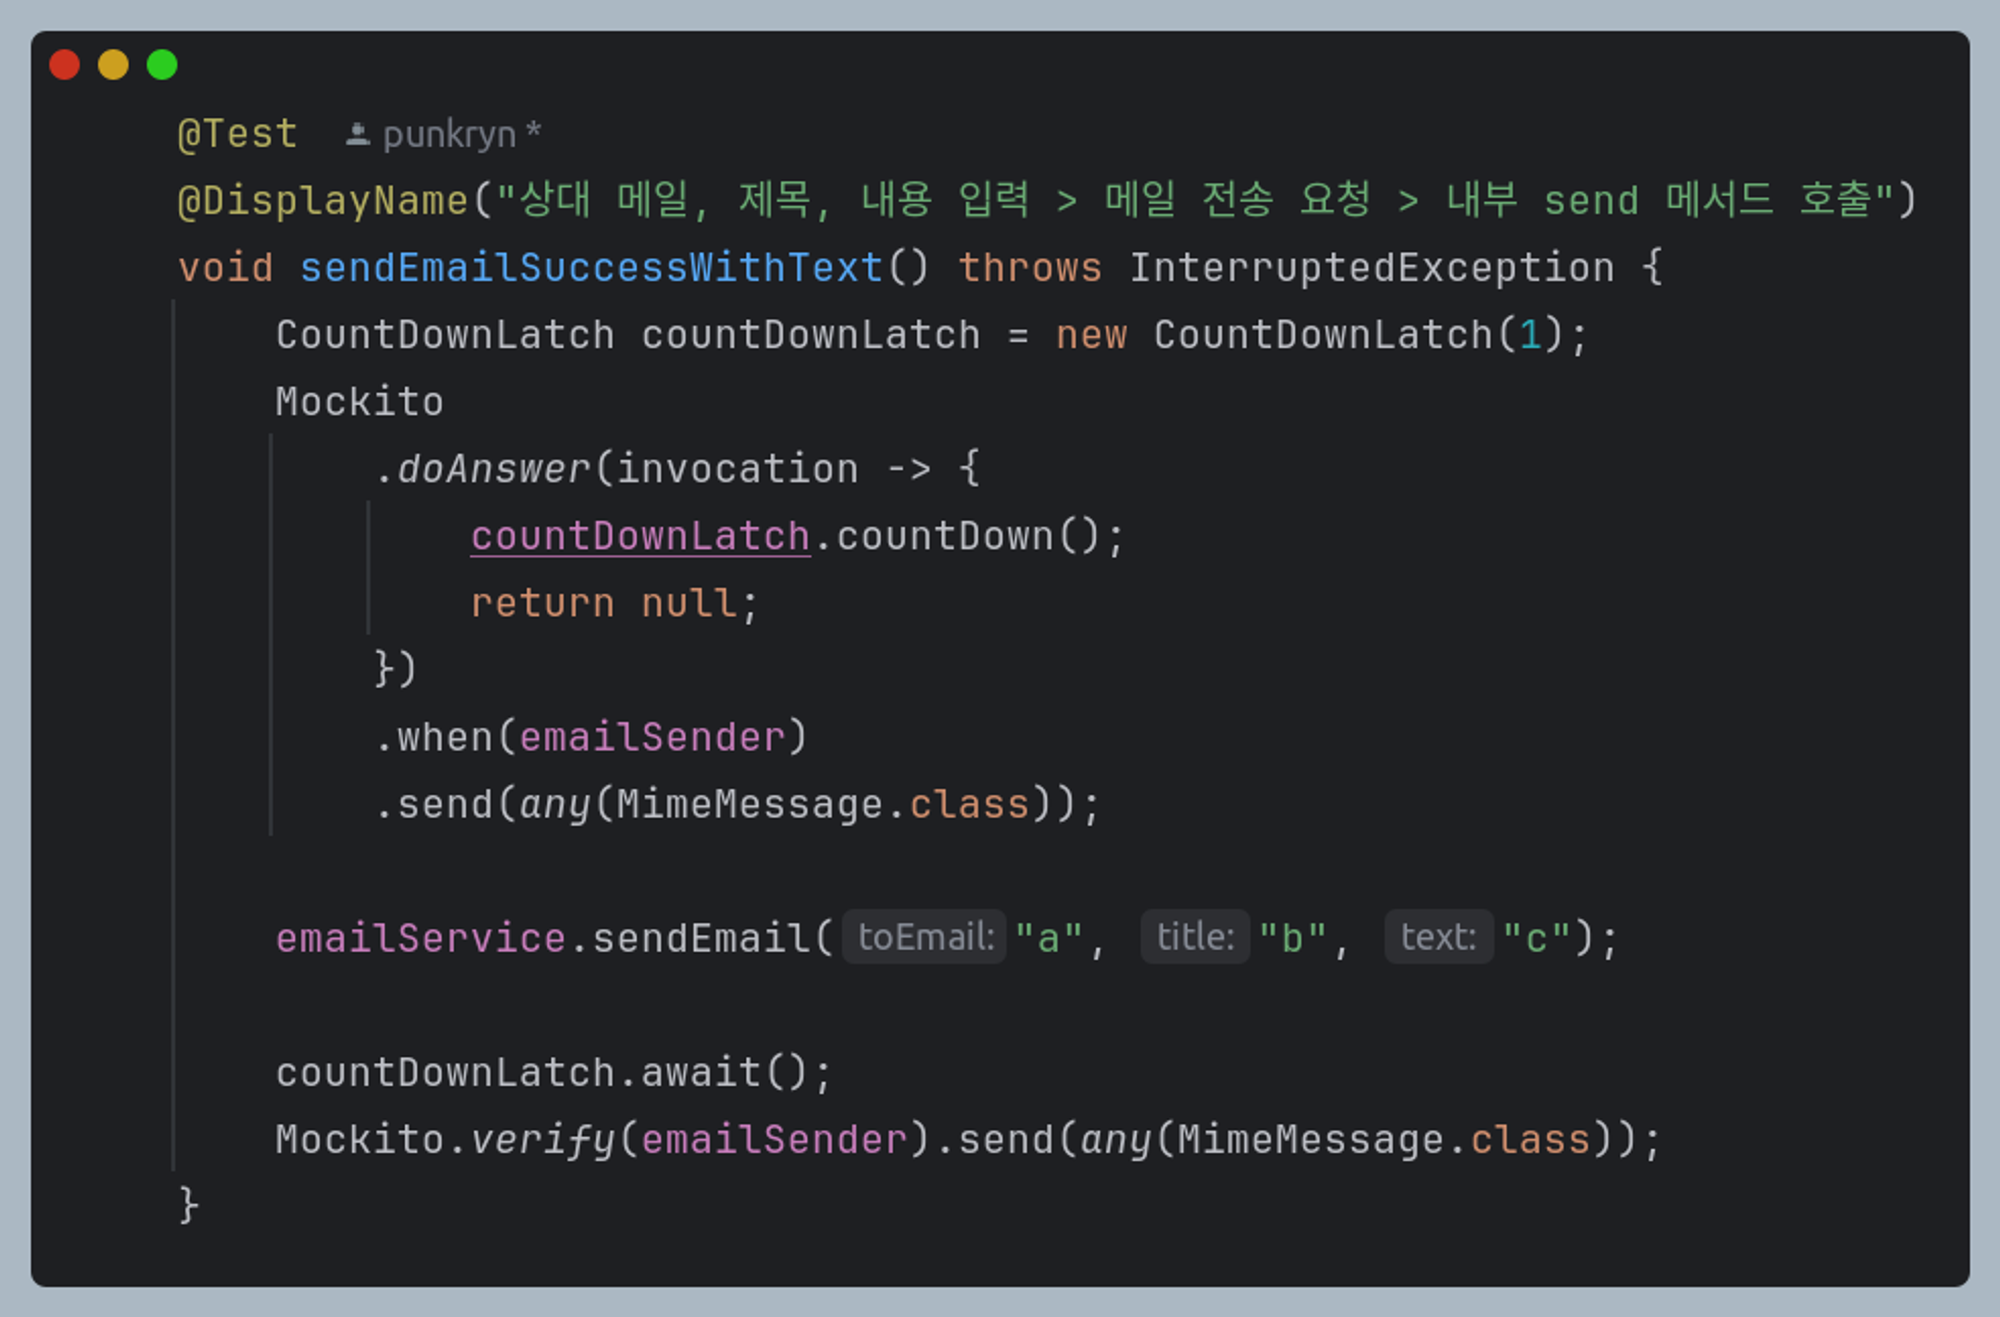 @Test punkryn *
@DisplayName("상대 메일, 제목, 내용 입력 > 메일 전송 요청 > 내부 send 메서드 호출")
void sendEmailSuccessWithText() throws InterruptedException {
CountDownLatch countDownLatch = new CountDownLatch(1);
Mockito
.doAnswer(invocation -> {
countDownLatch.countDown();
return null;
})
.when(emailSender)
.send(any(MimeMessage.class));
emailService.sendEmail( toEmail: "a", title: "b", text: "c");
countDownLatch.await();
Mockito.verify(emailSender).send(any(MimeMessage.class));
}